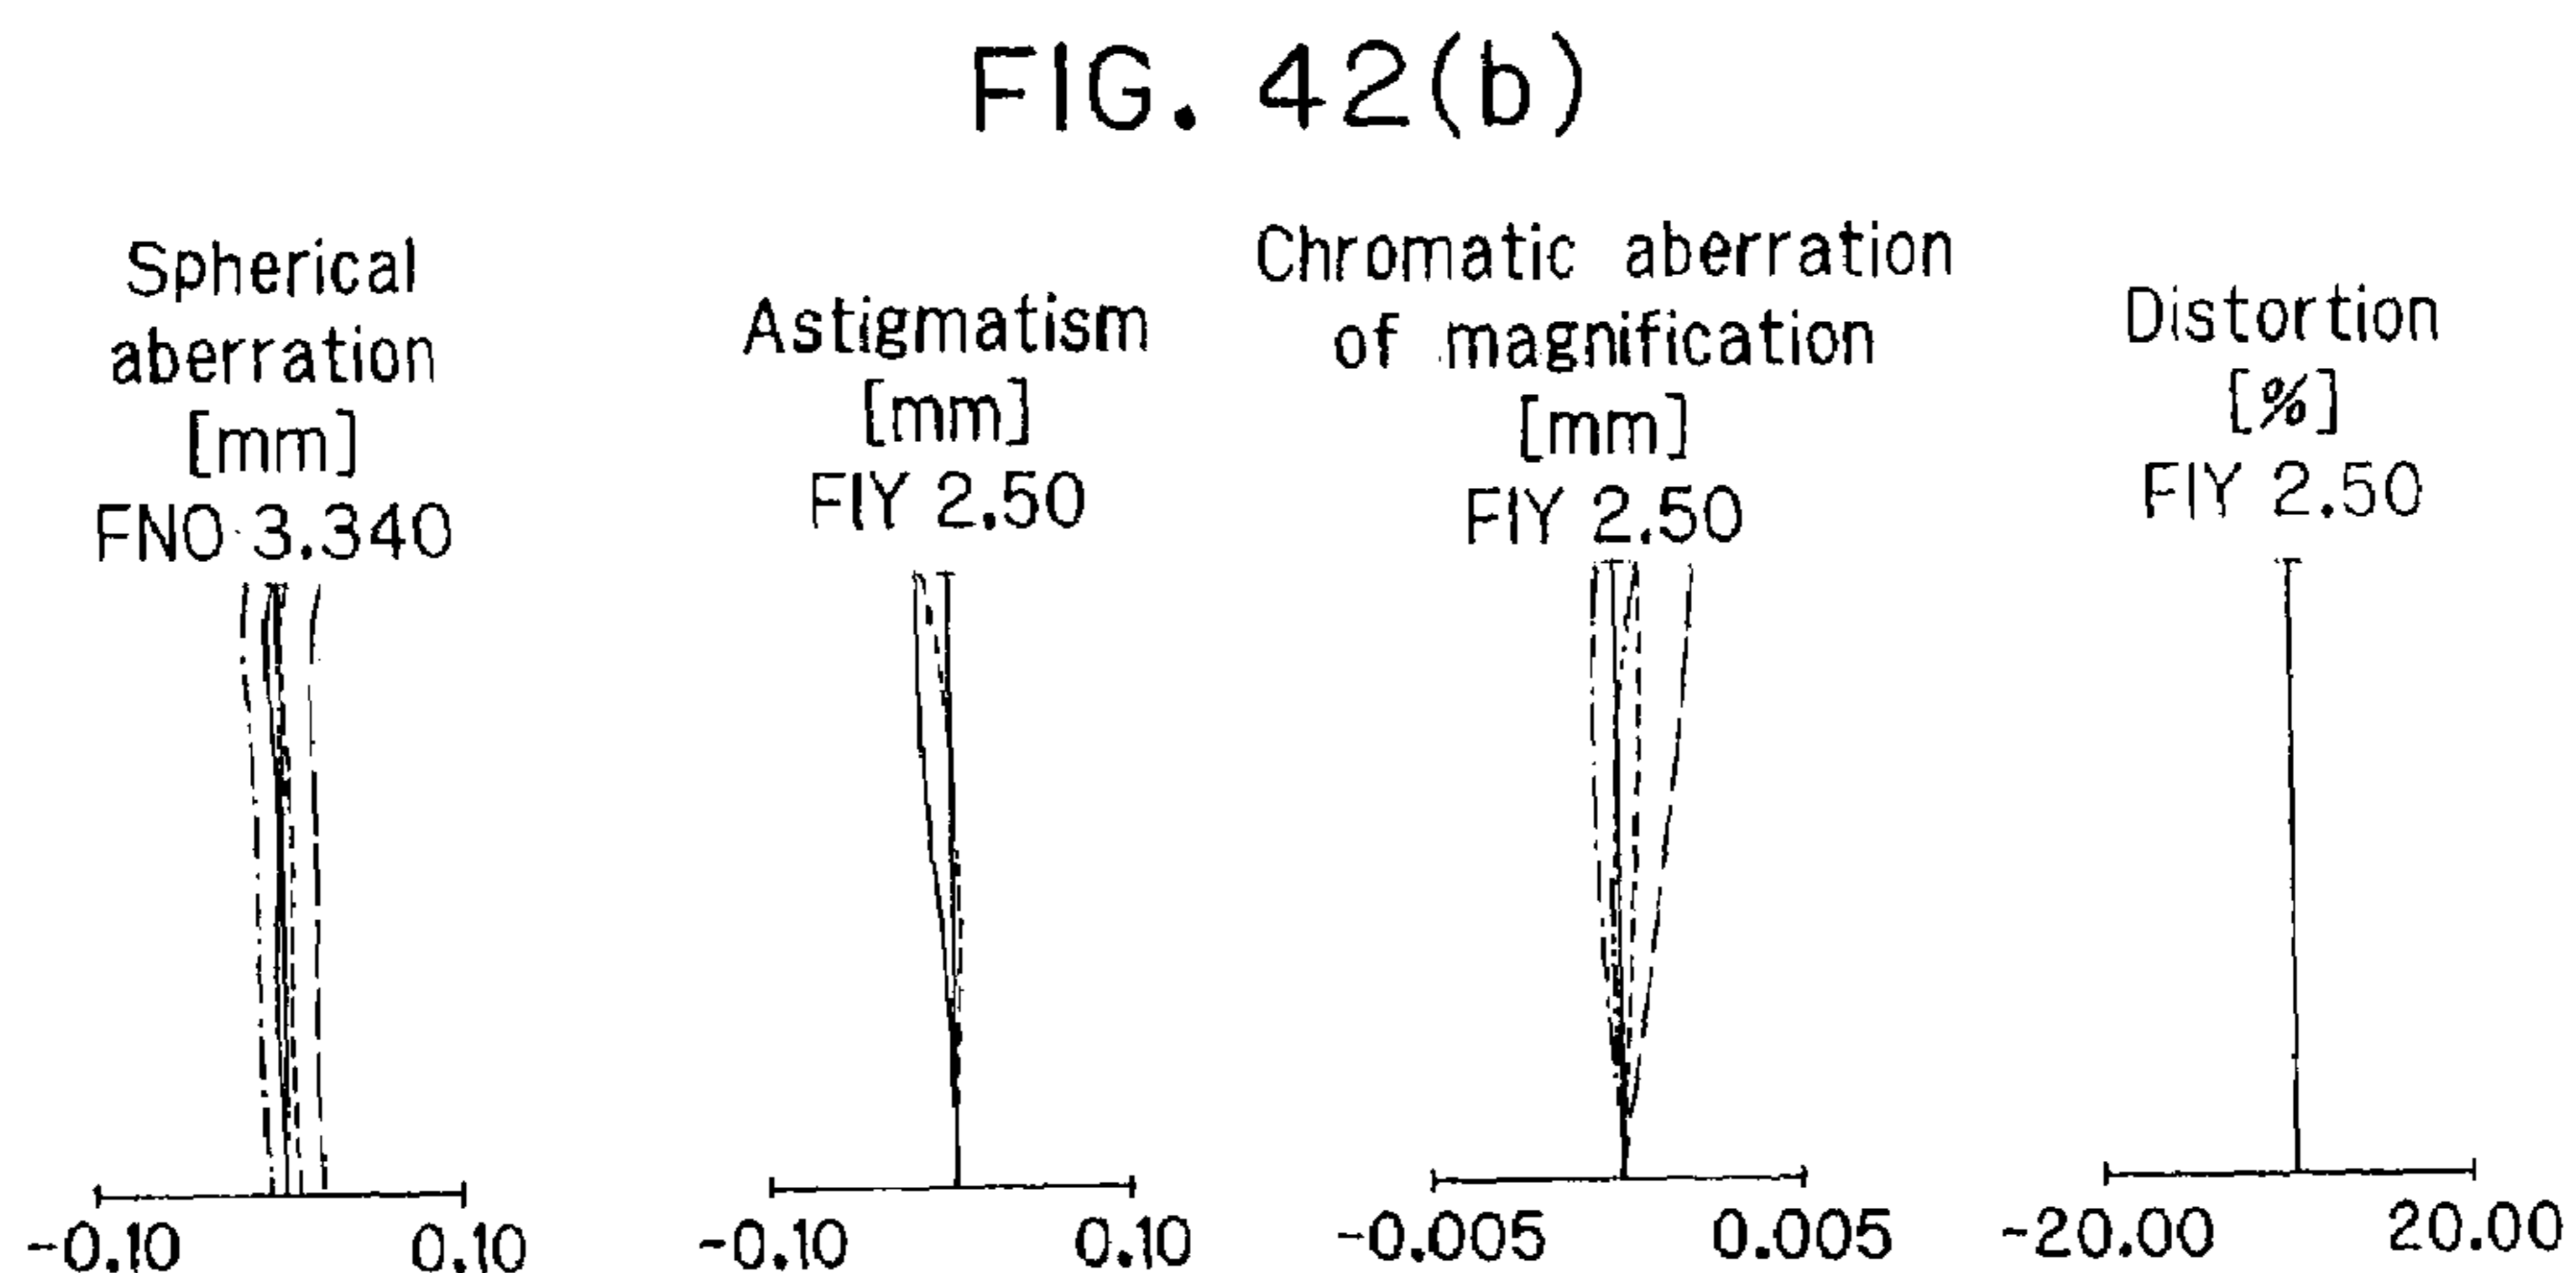 FIG. 42(b)
Spherical
aberration
[mm]
FNO 3.340
-0.10 0.10
Astigmatism
[mm]
FIY 2.50
-0.10 0.10
Chromatic aberration
of magnification
[mm]
FIY 2.50
-0.005 0.005
Distortion
[%]
FIY 2.50
-20.00 20.00